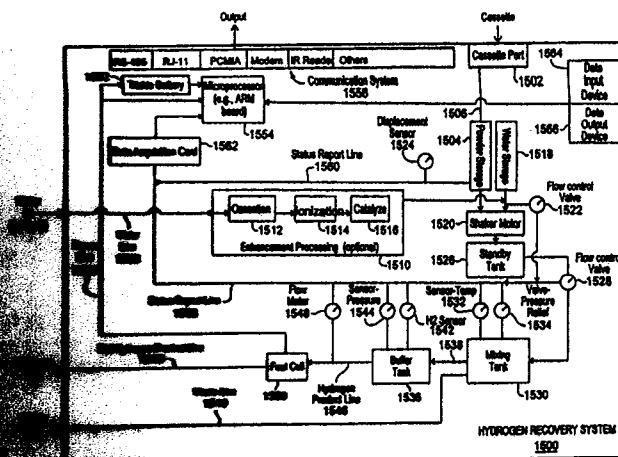 Output
Cassette
RS-485 RJ-11 PCMIA Modem IR Reader Others
Communication System
1556
Cassette Port
1502
1564
Data Input Device
Data Output Device
1566
Microprocessor
(e.g., ARM board)
1554
Data Acquisition Card
1562
1506
1504
Powder Storage
Water Storage
1518
Displacement Sensor
1524
Status Report Line
1560
Flow control Valve
1522
1512
Ionization
1514
Catalyze
1516
Enhancement Processing (optional)
1510
1520
Shaker Motor
1526
Standby Tank
Flow control Valve
1528
Status Report Line
Flow Meter
1548
Sensor-Pressure
1544
H2 Sensor
1542
Sensor-Temp
1532
Valve-Pressure Relief
1534
Fuel Cell
Hydrogen Product Line
1546
Buffer Tank
1536
1538
Mixing Tank
1530
Water Line
HYDROGEN RECOVERY SYSTEM
1500